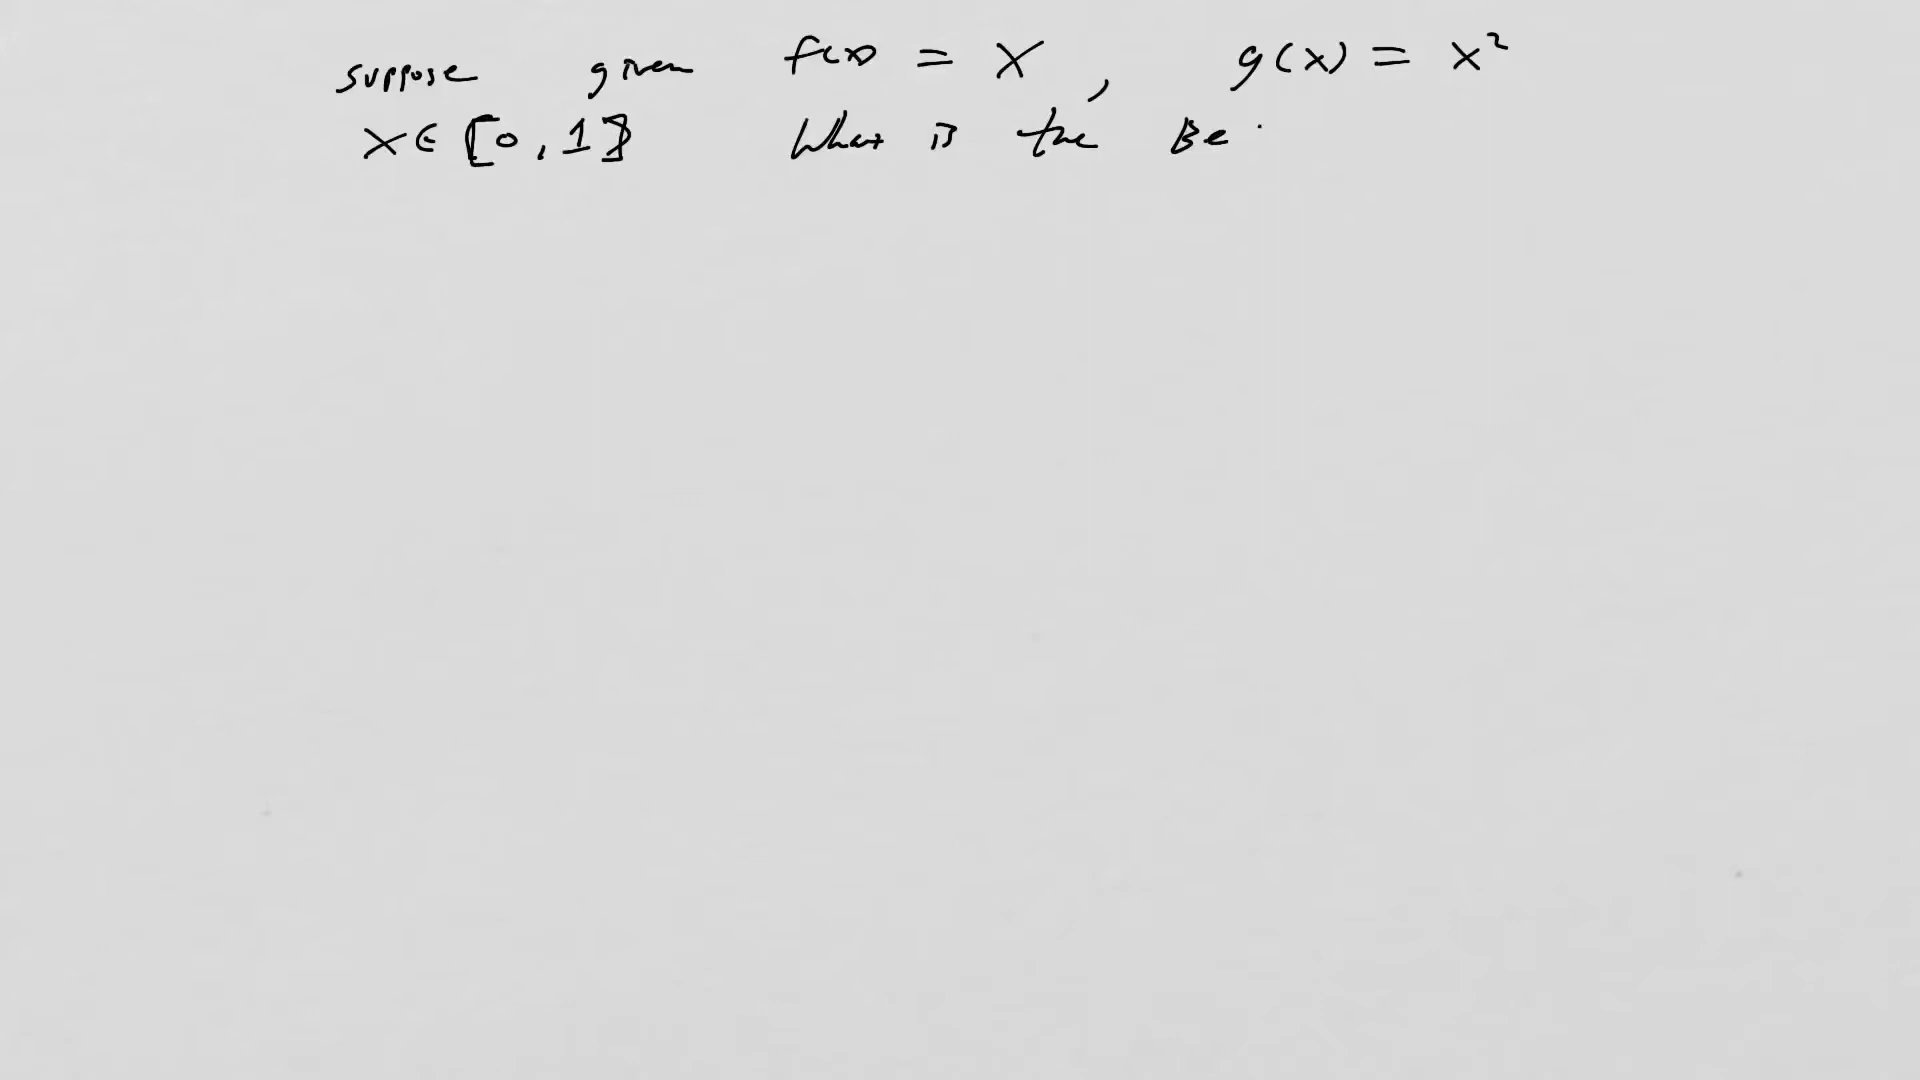 suppose given f(x) = x , g(x) = x²
x ∈ [0, 1] What is the Be